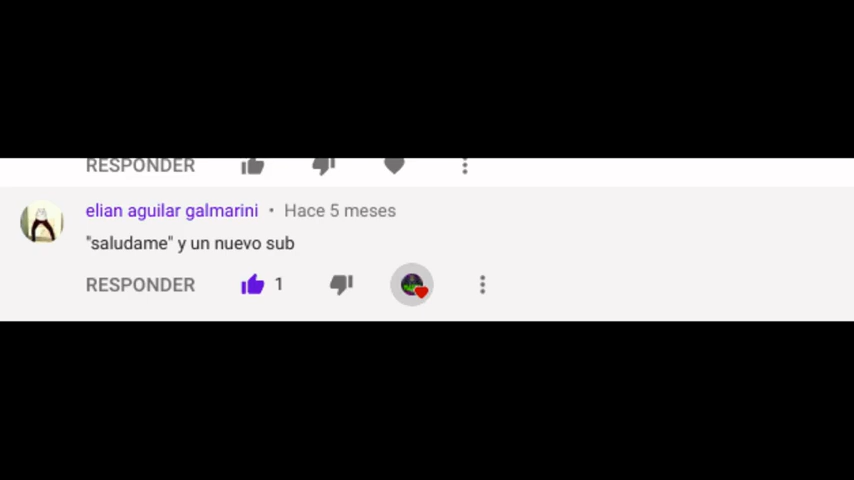 RESPONDER
elian aguilar galmarini • Hace 5 meses
"saludame" y un nuevo sub
RESPONDER 1